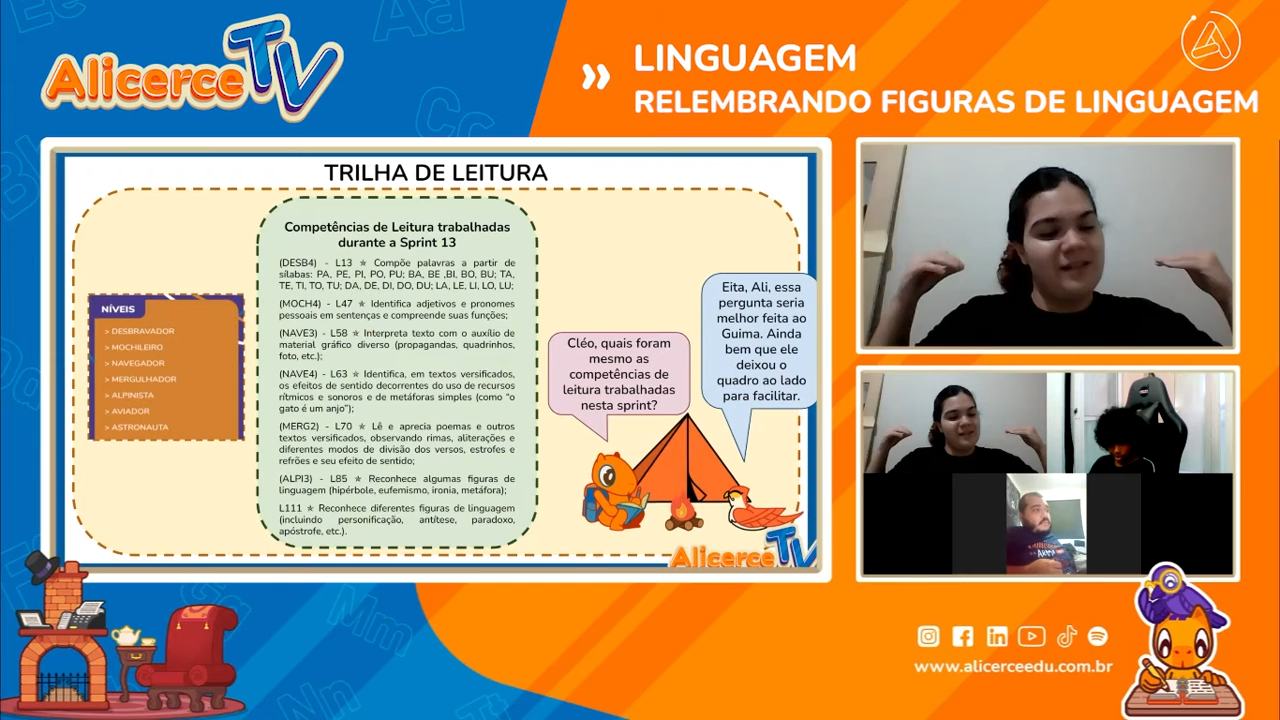 Alicerce TV
»
LINGUAGEM
RELEMBRANDO FIGURAS DE LINGUAGEM
TRILHA DE LEITURA
NÍVEIS
> DESBRAVADOR
> MOCHILEIRO
> NAVEGADOR
> MERGULHADOR
> ALPINISTA
> AVIADOR
> ASTRONAUTA
Competências de Leitura trabalhadas
durante a Sprint 13
(DESB4) - L13 ★ Compõe palavras a partir de
sílabas: PA, PE, PI, PO, PU; BA, BE ,BI, BO, BU; TA,
TE, TI, TO, TU; DA, DE, DI, DO, DU; LA, LE, LI, LO, LU;
(MOCH4) - L47 ★ Identifica adjetivos e pronomes
pessoais em sentenças e compreende suas funções;
(NAVE3) - L58 ★ Interpreta texto com o auxílio de
material gráfico diverso (propagandas, quadrinhos,
foto, etc.);
(NAVE4) - L63 ★ Identifica, em textos versificados,
os efeitos de sentido decorrentes do uso de recursos
rítmicos e sonoros e de metáforas simples (como “o
gato é um anjo”);
(MERG2) - L70 ★ Lê e aprecia poemas e outros
textos versificados, observando rimas, aliterações e
diferentes modos de divisão dos versos, estrofes e
refrões e seu efeito de sentido;
(ALPI3) - L85 ★ Reconhece algumas figuras de
linguagem (hipérbole, eufemismo, ironia, metáfora);
L111 ★ Reconhece diferentes figuras de linguagem
(incluindo personificação, antítese, paradoxo,
apóstrofe, etc.).
Cléo, quais foram
mesmo as
competências de
leitura trabalhadas
nesta sprint?
Eita, Ali, essa
pergunta seria
melhor feita ao
Guima. Ainda
bem que ele
deixou o
quadro ao lado
para facilitar.
Alicerce TV
www.alicerceedu.com.br
Aa
Cc
Mm
Nn